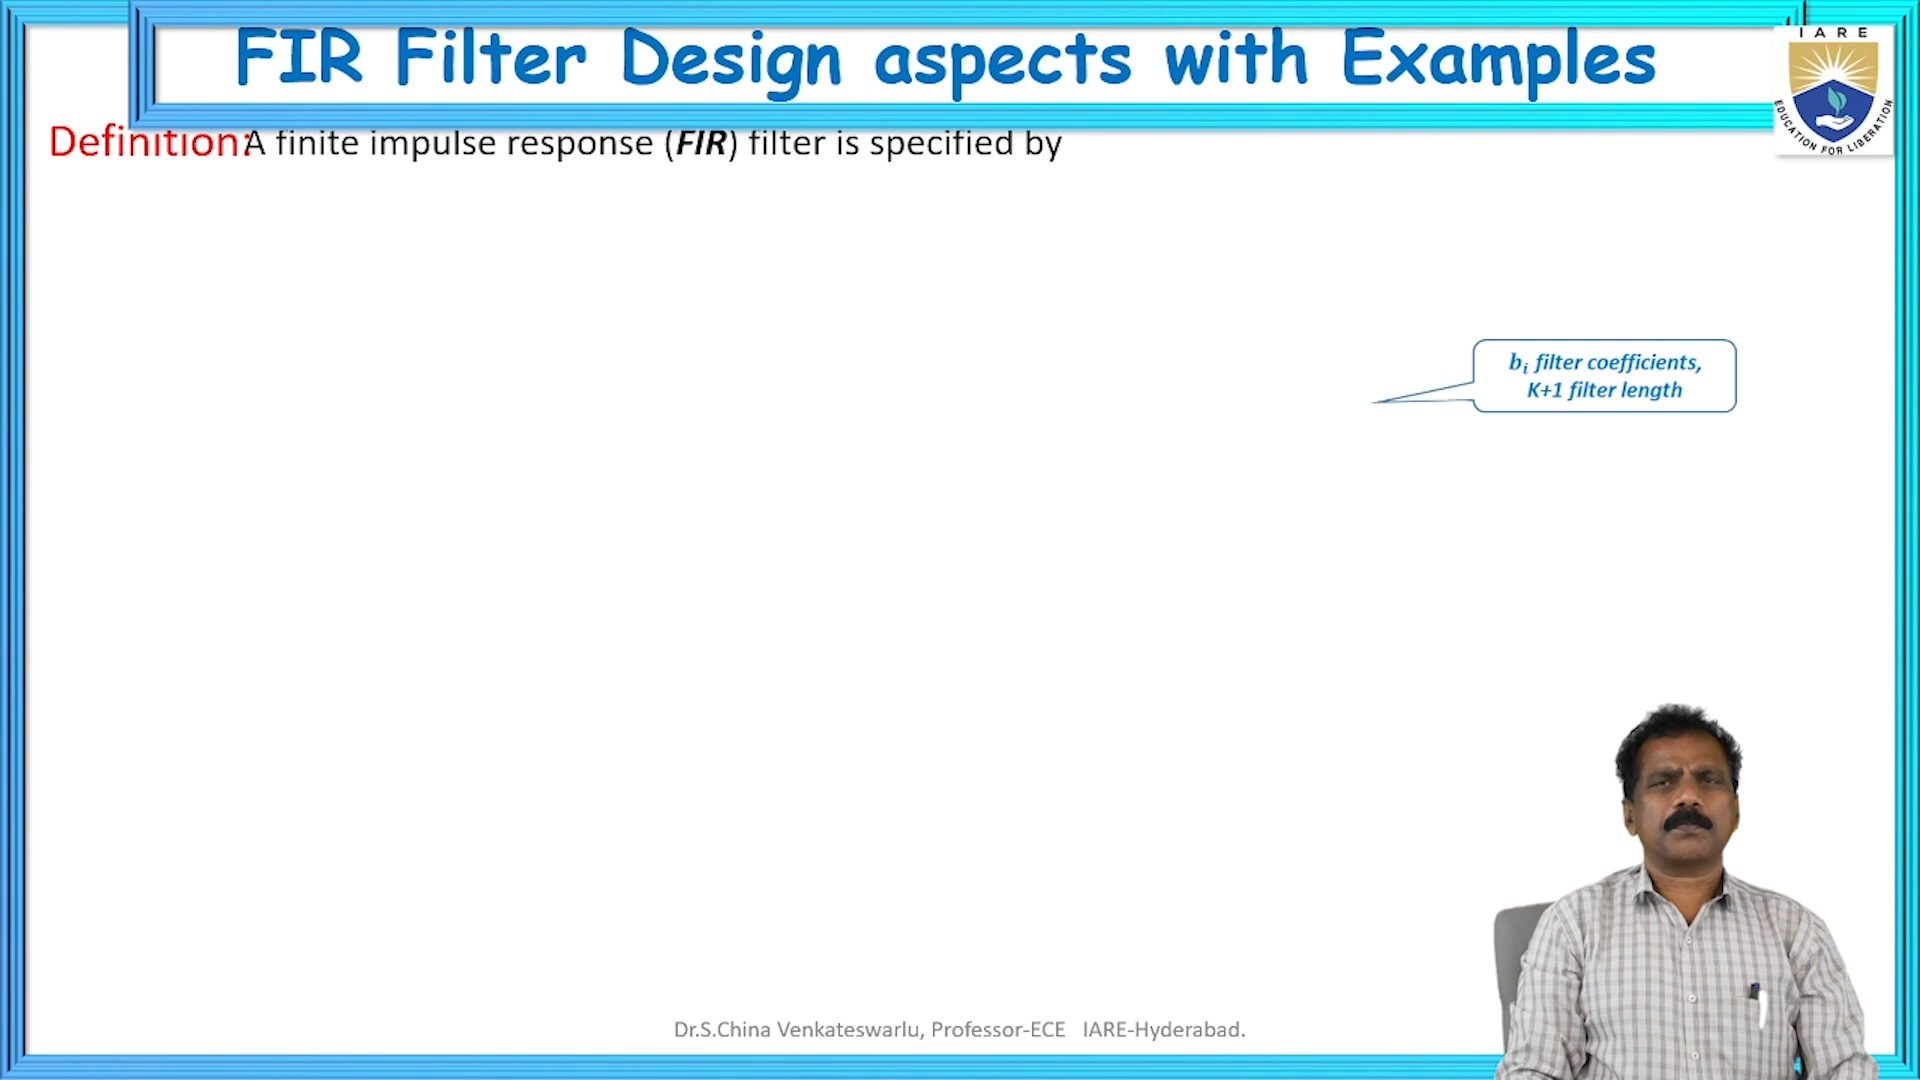 FIR Filter Design aspects with Examples
IARE
EDUCATION FOR LIBERATION
Definition: A finite impulse response (FIR) filter is specified by
bᵢ filter coefficients,
K+1 filter length
Dr.S.China Venkateswarlu, Professor-ECE IARE-Hyderabad.